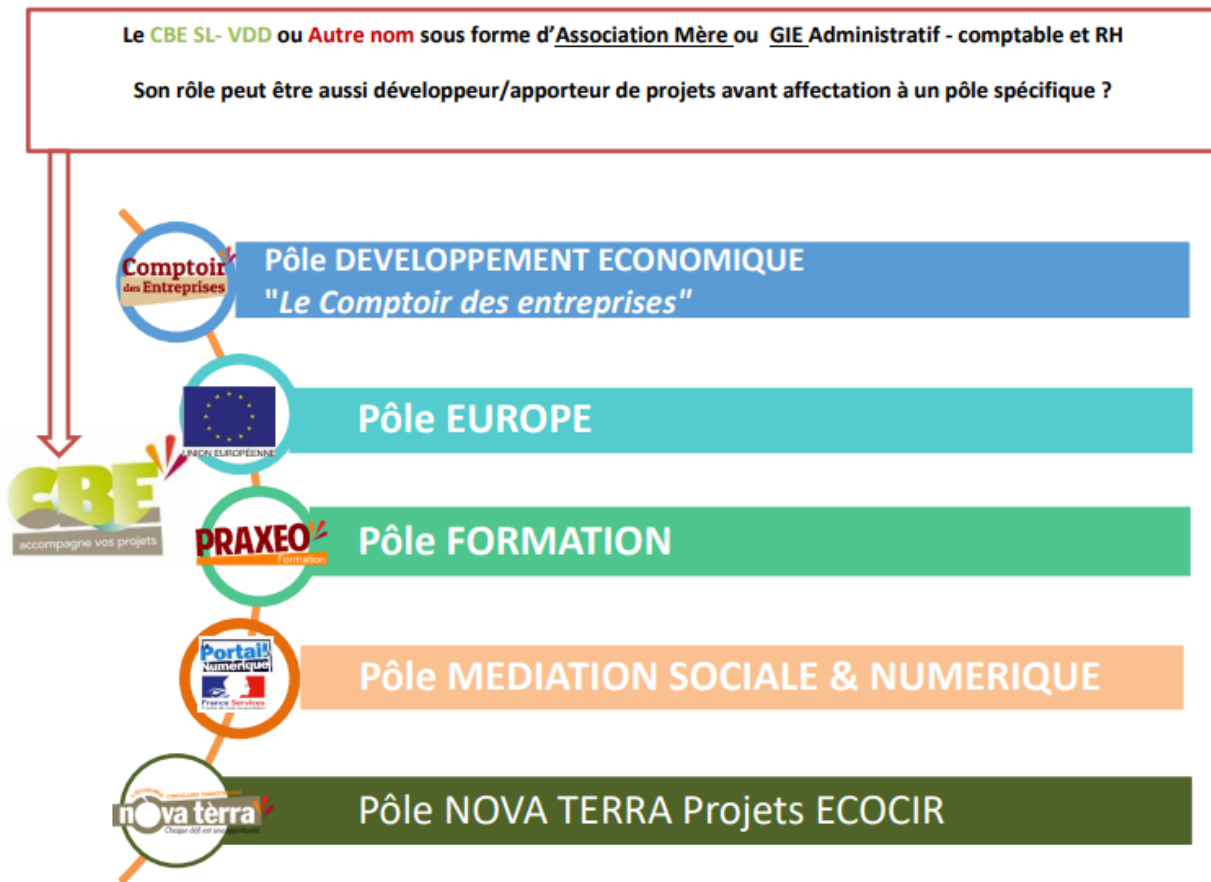 Le CBE SL- VDD ou Autre nom sous forme d'Association Mère ou GIE Administratif - comptable et RH
Son rôle peut être aussi développeur/apporteur de projets avant affectation à un pôle spécifique ?
Comptoir
des Entreprises
Pôle DEVELOPPEMENT ECONOMIQUE
"Le Comptoir des entreprises"
UNION EUROPÉENNE
Pôle EUROPE
CBE
accompagne vos projets
PRAXEO
Formation
Pôle FORMATION
Portail
Numérique
France Services
Pôle MEDIATION SOCIALE & NUMERIQUE
nova tèrra
Chaque défi est une opportunité
Pôle NOVA TERRA Projets ECOCIR